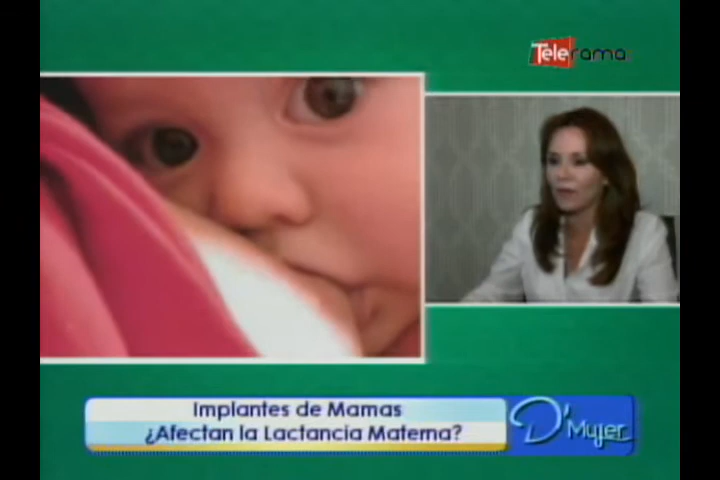 Telerama
Implantes de Mamas
¿Afectan la Lactancia Materna?
D' Mujer